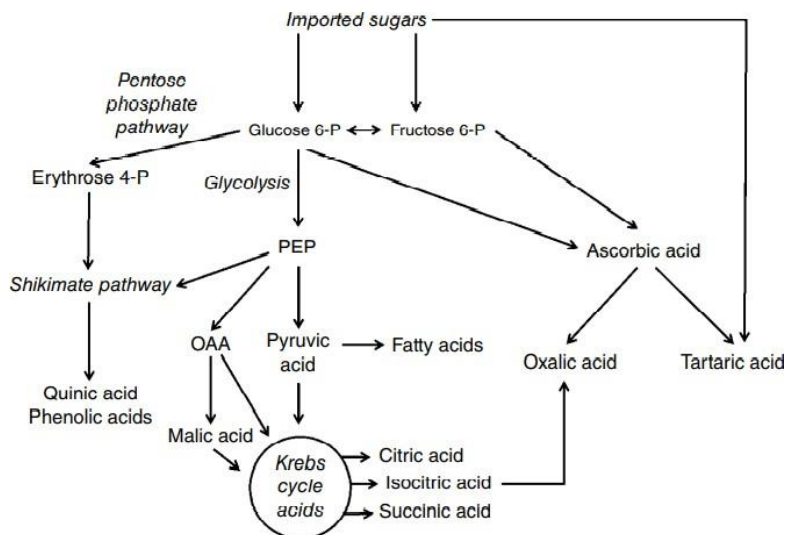 Imported sugars
Pentose
phosphate
pathway
Glucose 6-P
Fructose 6-P
Erythrose 4-P
Glycolysis
PEP
Ascorbic acid
Shikimate pathway
OAA
Pyruvic
acid
Fatty acids
Oxalic acid
Tartaric acid
Quinic acid
Phenolic acids
Malic acid
Krebs
cycle
acids
Citric acid
Isocitric acid
Succinic acid